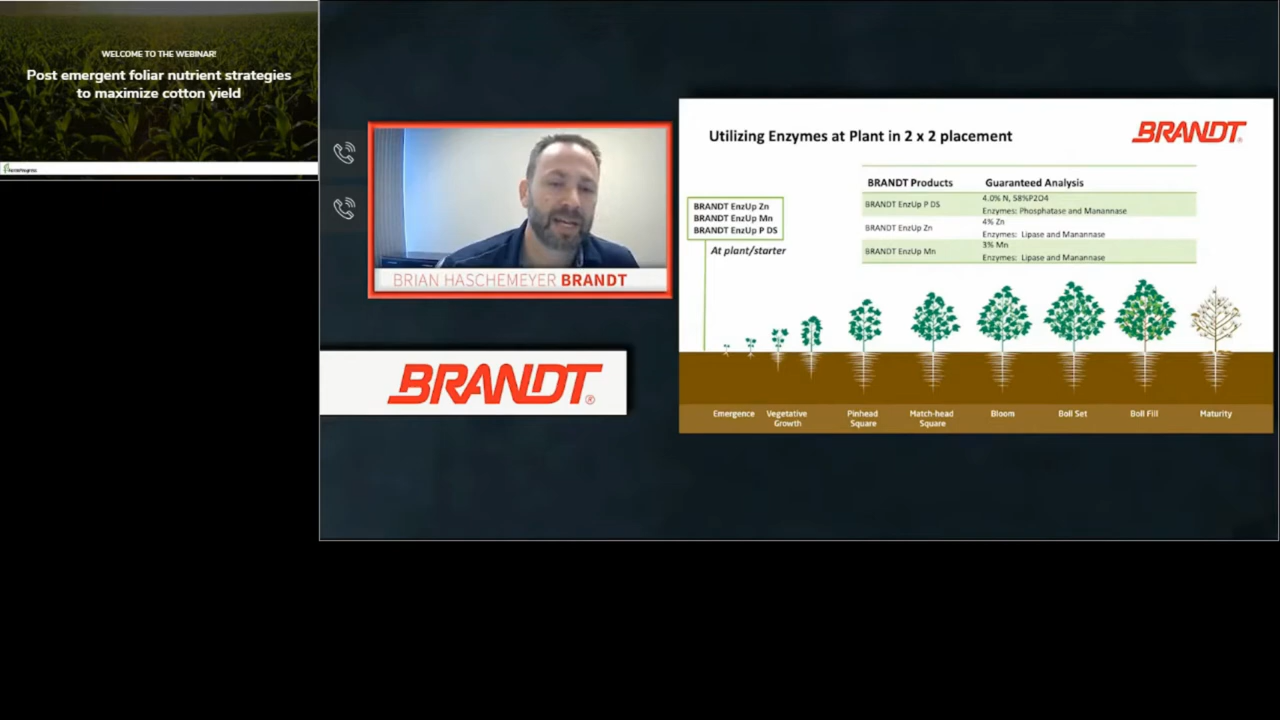 WELCOME TO THE WEBINAR!
Post emergent foliar nutrient strategies
to maximize cotton yield
BRIAN HASCHEMEYER BRANDT
BRANDT®
Utilizing Enzymes at Plant in 2 x 2 placement
BRANDT®
BRANDT EnzUp Zn
BRANDT EnzUp Mn
BRANDT EnzUp P DS
At plant/starter
BRANDT Products Guaranteed Analysis
BRANDT EnzUp P DS
4.0% N, 58%P2O4
Enzymes: Phosphatase and Manannase
BRANDT EnzUp Zn
4% Zn
Enzymes: Lipase and Manannase
BRANDT EnzUp Mn
3% Mn
Enzymes: Lipase and Manannase
Emergence
Vegetative
Growth
Pinhead
Square
Match-head
Square
Bloom
Boll Set
Boll Fill
Maturity